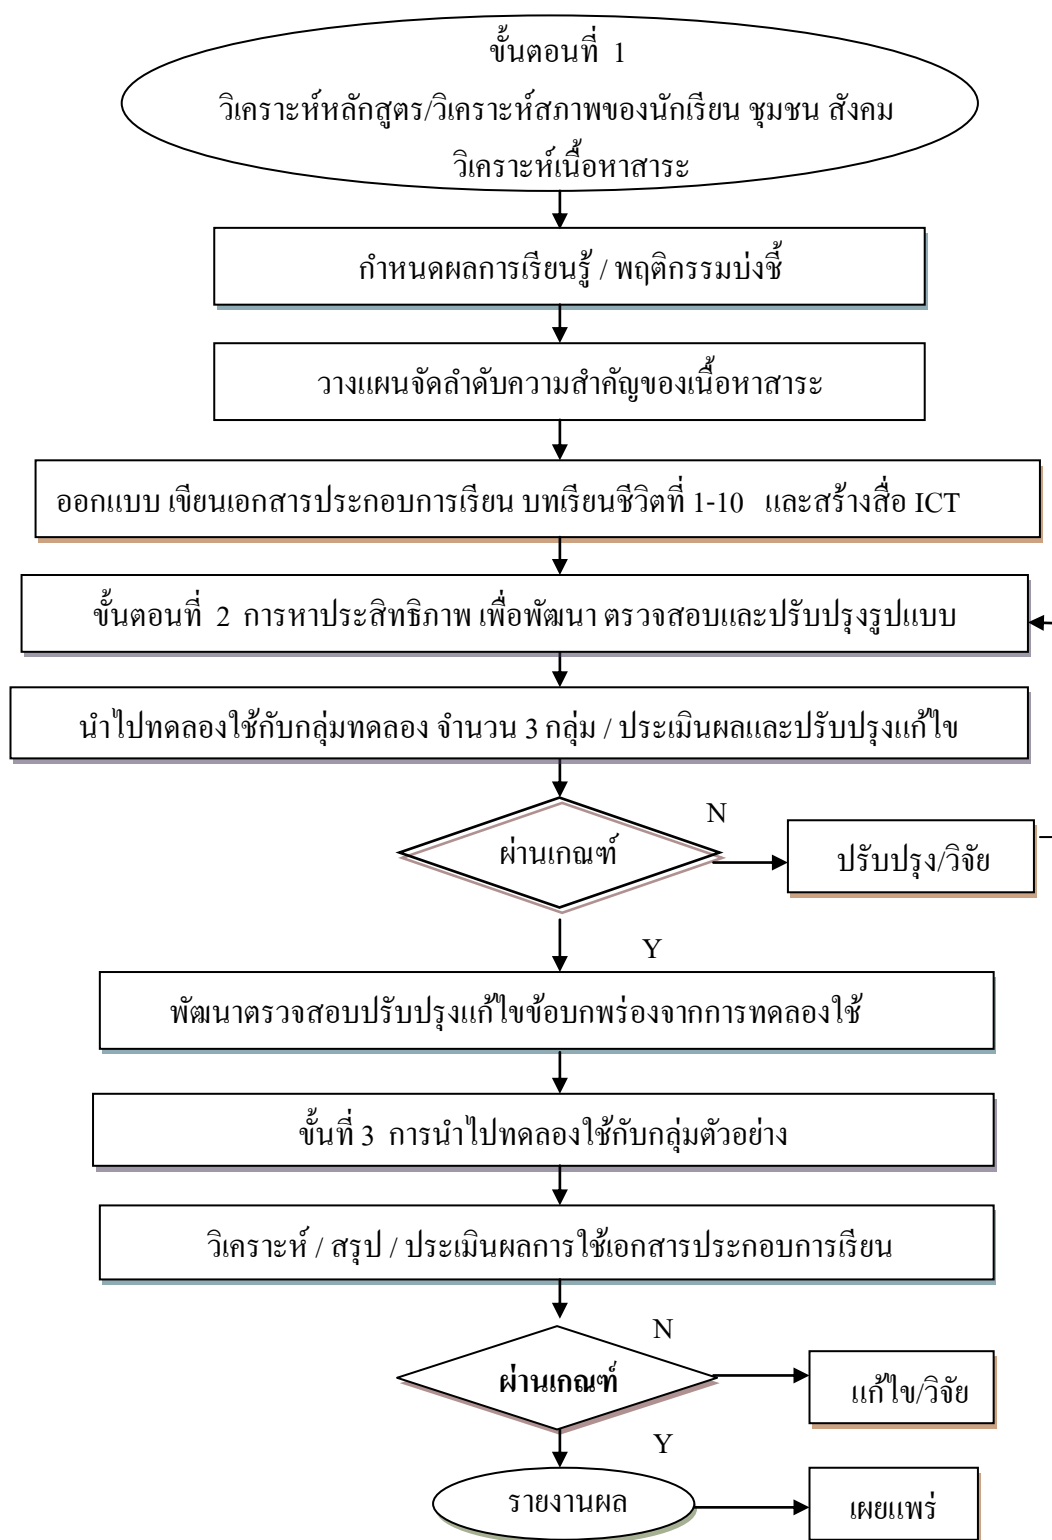 ขั้นตอนที่ 1
วิเคราะห์หลักสูตร/วิเคราะห์สภาพของนักเรียน ชุมชน สังคม
วิเคราะห์เนื้อหาสาระ
กำหนดผลการเรียนรู้ / พฤติกรรมบ่งชี้
วางแผนจัดลำดับความสำคัญของเนื้อหาสาระ
ออกแบบ เขียนเอกสารประกอบการเรียน บทเรียนชีวิตที่ 1-10 และสร้างสื่อ ICT
ขั้นตอนที่ 2 การหาประสิทธิภาพ เพื่อพัฒนา ตรวจสอบและปรับปรุงรูปแบบ
นำไปทดลองใช้กับกลุ่มทดลอง จำนวน 3 กลุ่ม / ประเมินผลและปรับปรุงแก้ไข
N
ผ่านเกณฑ์
ปรับปรุง/วิจัย
Y
พัฒนาตรวจสอบปรับปรุงแก้ไขข้อบกพร่องจากการทดลองใช้
ขั้นที่ 3 การนำไปทดลองใช้กับกลุ่มตัวอย่าง
วิเคราะห์ / สรุป / ประเมินผลการใช้เอกสารประกอบการเรียน
N
ผ่านเกณฑ์
แก้ไข/วิจัย
Y
รายงานผล
เผยแพร่